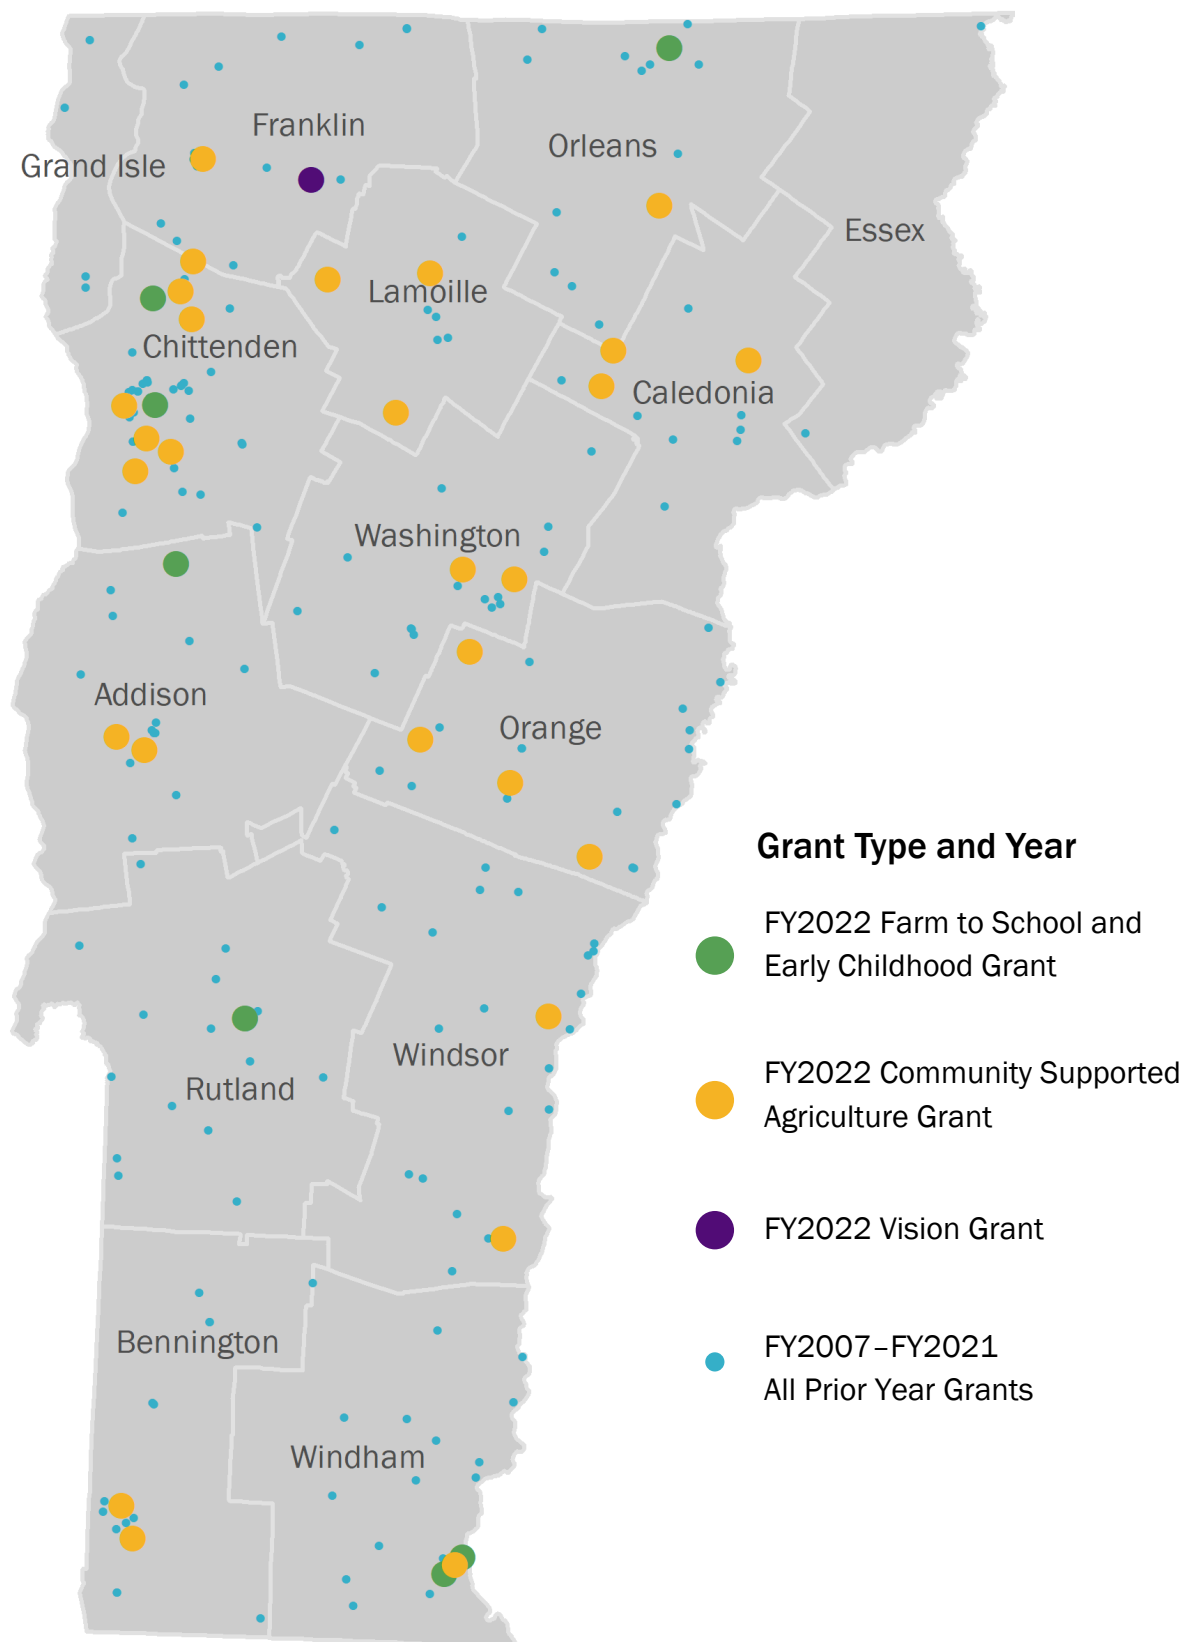 Franklin
Orleans
Grand Isle
Essex
Lamoille
Chittenden
Caledonia
Washington
Addison
Orange
Grant Type and Year
FY2022 Farm to School and
Early Childhood Grant
Windsor
FY2022 Community Supported
Agriculture Grant
Rutland
FY2022 Vision Grant
Bennington
FY2007–FY2021
All Prior Year Grants
Windham